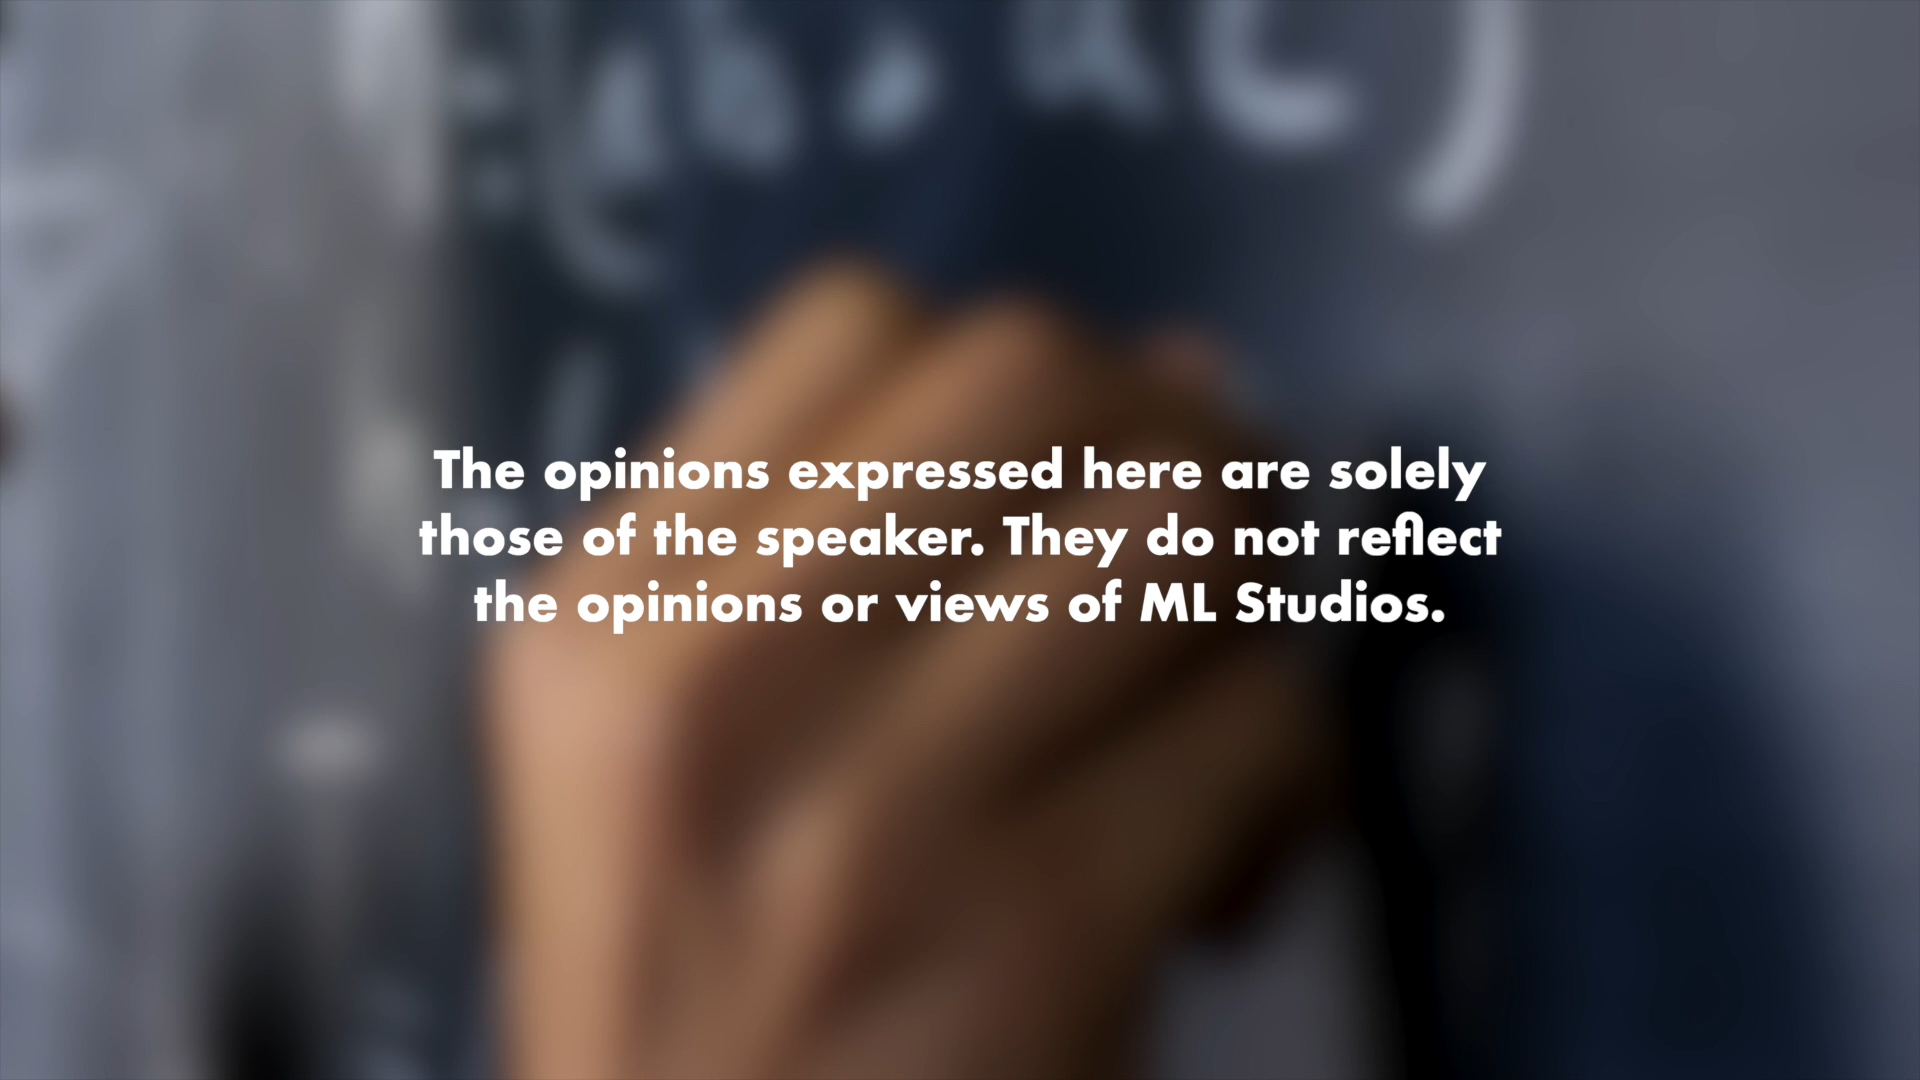 The opinions expressed here are solely
those of the speaker. They do not reflect
the opinions or views of ML Studios.